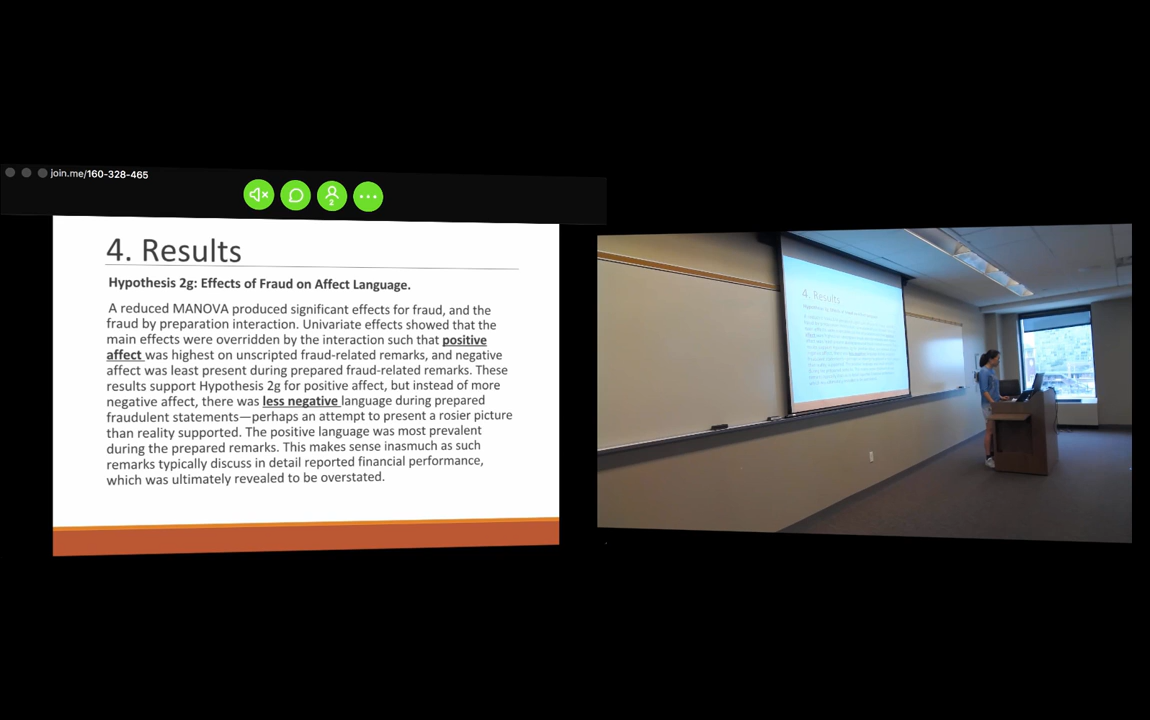 join.me/160-328-465
2
4. Results
Hypothesis 2g: Effects of Fraud on Affect Language.
A reduced MANOVA produced significant effects for fraud, and the
fraud by preparation interaction. Univariate effects showed that the
main effects were overridden by the interaction such that positive
affect was highest on unscripted fraud-related remarks, and negative
affect was least present during prepared fraud-related remarks. These
results support Hypothesis 2g for positive affect, but instead of more
negative affect, there was less negative language during prepared
fraudulent statements—perhaps an attempt to present a rosier picture
than reality supported. The positive language was most prevalent
during the prepared remarks. This makes sense inasmuch as such
remarks typically discuss in detail reported financial performance,
which was ultimately revealed to be overstated.
4. Results